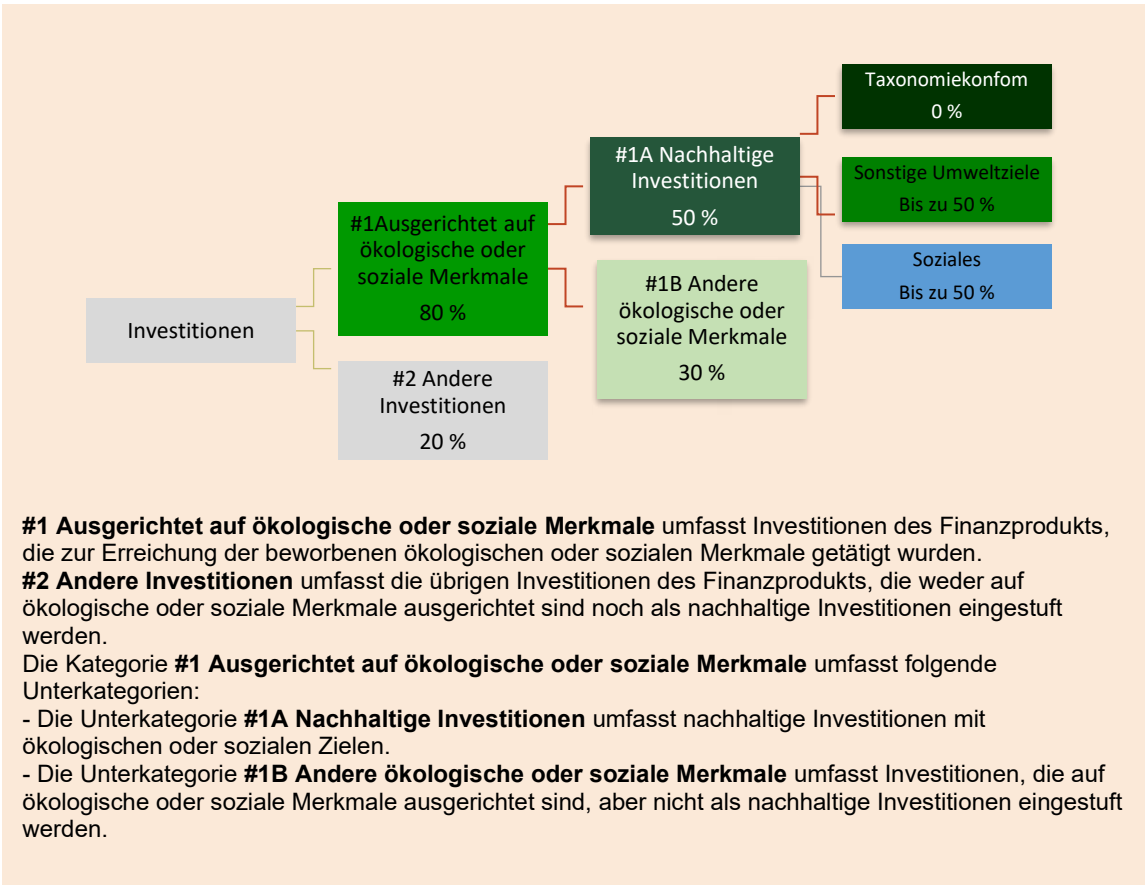 Taxonomiekonfom
0 %
#1A Nachhaltige
Investitionen
50 %
Sonstige Umweltziele
Bis zu 50 %
#1Ausgerichtet auf
ökologische oder
soziale Merkmale
80 %
Soziales
Bis zu 50 %
#1B Andere
ökologische oder
soziale Merkmale
30 %
Investitionen
#2 Andere
Investitionen
20 %
#1 Ausgerichtet auf ökologische oder soziale Merkmale umfasst Investitionen des Finanzprodukts,
die zur Erreichung der beworbenen ökologischen oder sozialen Merkmale getätigt wurden.
#2 Andere Investitionen umfasst die übrigen Investitionen des Finanzprodukts, die weder auf
ökologische oder soziale Merkmale ausgerichtet sind noch als nachhaltige Investitionen eingestuft
werden.
Die Kategorie #1 Ausgerichtet auf ökologische oder soziale Merkmale umfasst folgende
Unterkategorien:
- Die Unterkategorie #1A Nachhaltige Investitionen umfasst nachhaltige Investitionen mit
ökologischen oder sozialen Zielen.
- Die Unterkategorie #1B Andere ökologische oder soziale Merkmale umfasst Investitionen, die auf
ökologische oder soziale Merkmale ausgerichtet sind, aber nicht als nachhaltige Investitionen eingestuft
werden.